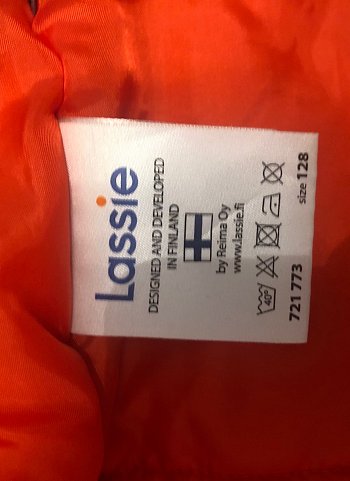 Lassie
DESIGNED AND DEVELOPED
IN FINLAND
by Reima Oy
www.lassie.fi
40°
721 773 size 128